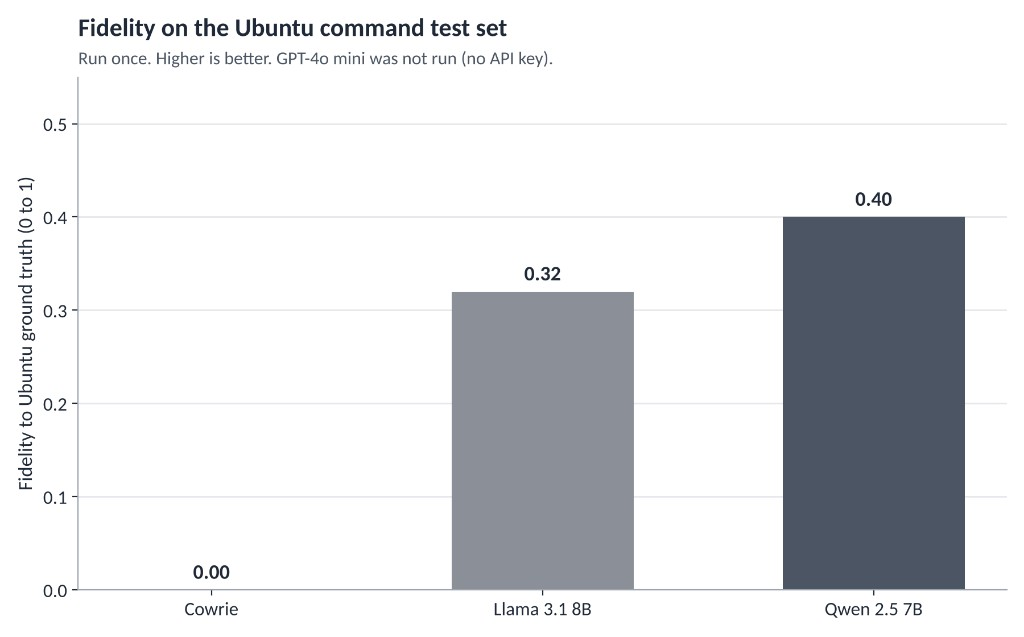 Fidelity on the Ubuntu command test set
Run once. Higher is better. GPT-4o mini was not run (no API key).
Fidelity to Ubuntu ground truth (0 to 1)
0.5
0.4
0.3
0.2
0.1
0.0
0.00
0.32
0.40
Cowrie
Llama 3.1 8B
Qwen 2.5 7B